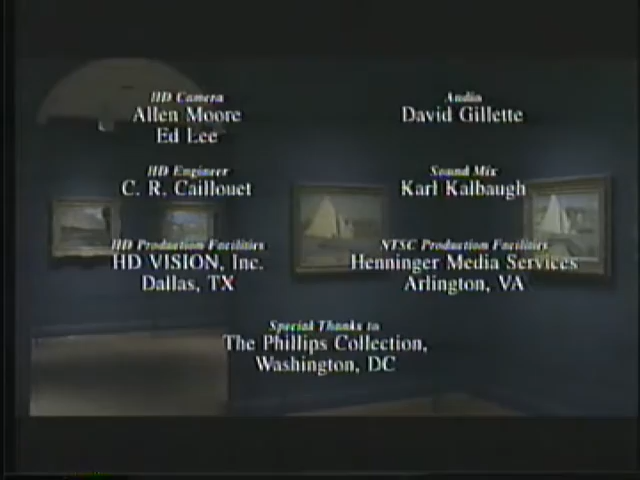 HD Camera
Allen Moore
Ed Lee
Audio
David Gillette
HD Engineer
C. R. Caillouet
Sound Mix
Karl Kalbaugh
HD Production Facilities
HD VISION, Inc.
Dallas, TX
NTSC Production Facilities
Henninger Media Services
Arlington, VA
Special Thanks to
The Phillips Collection,
Washington, DC